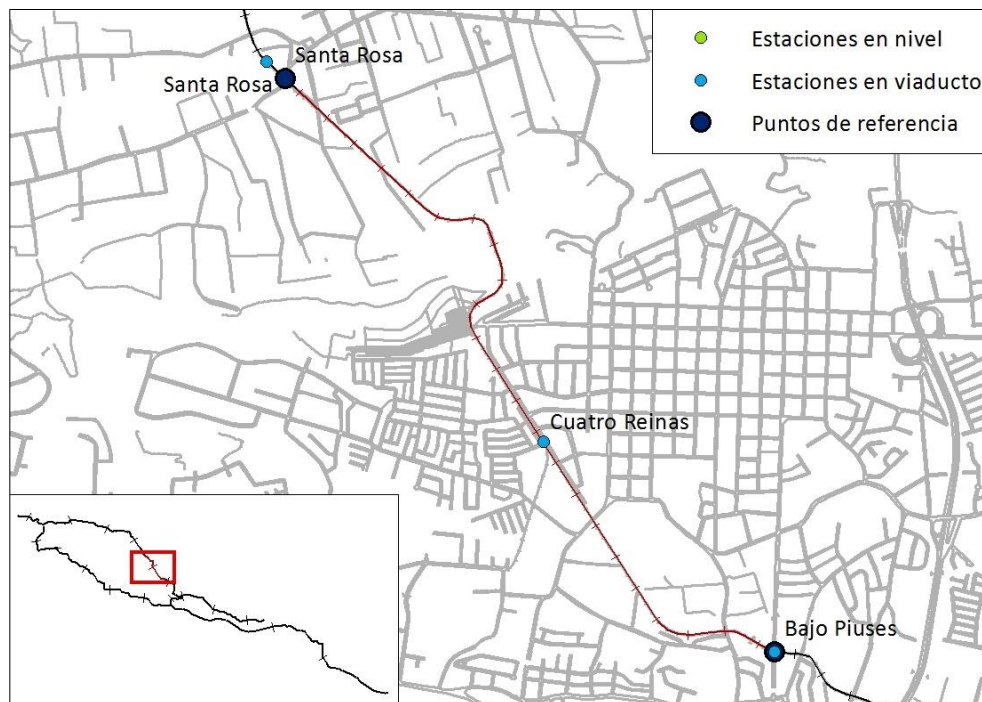 Santa Rosa
Santa Rosa
Estaciones en nivel
Estaciones en viaducto
Puntos de referencia
Cuatro Reinas
Bajo Piuses